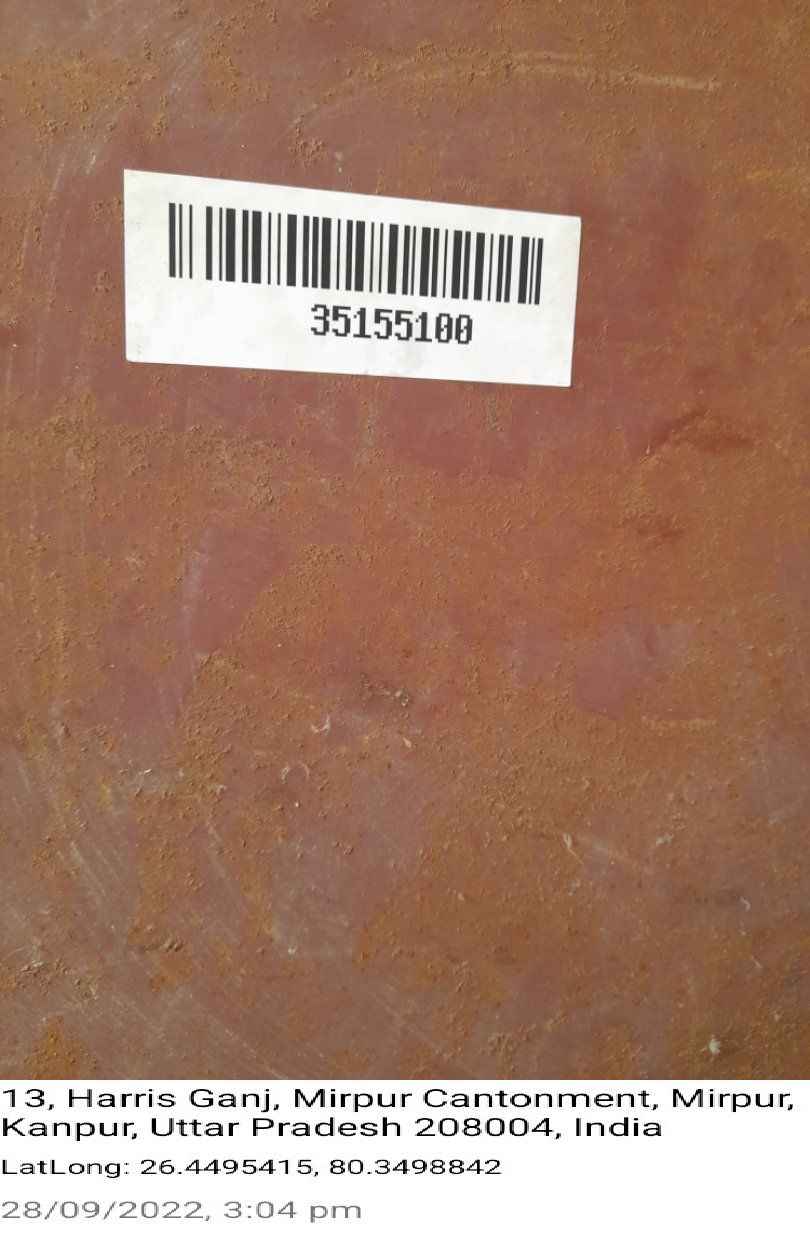 35155100
13, Harris Ganj, Mirpur Cantonment, Mirpur,
Kanpur, Uttar Pradesh 208004, India
LatLong: 26.4495415, 80.3498842
28/09/2022, 3:04 pm